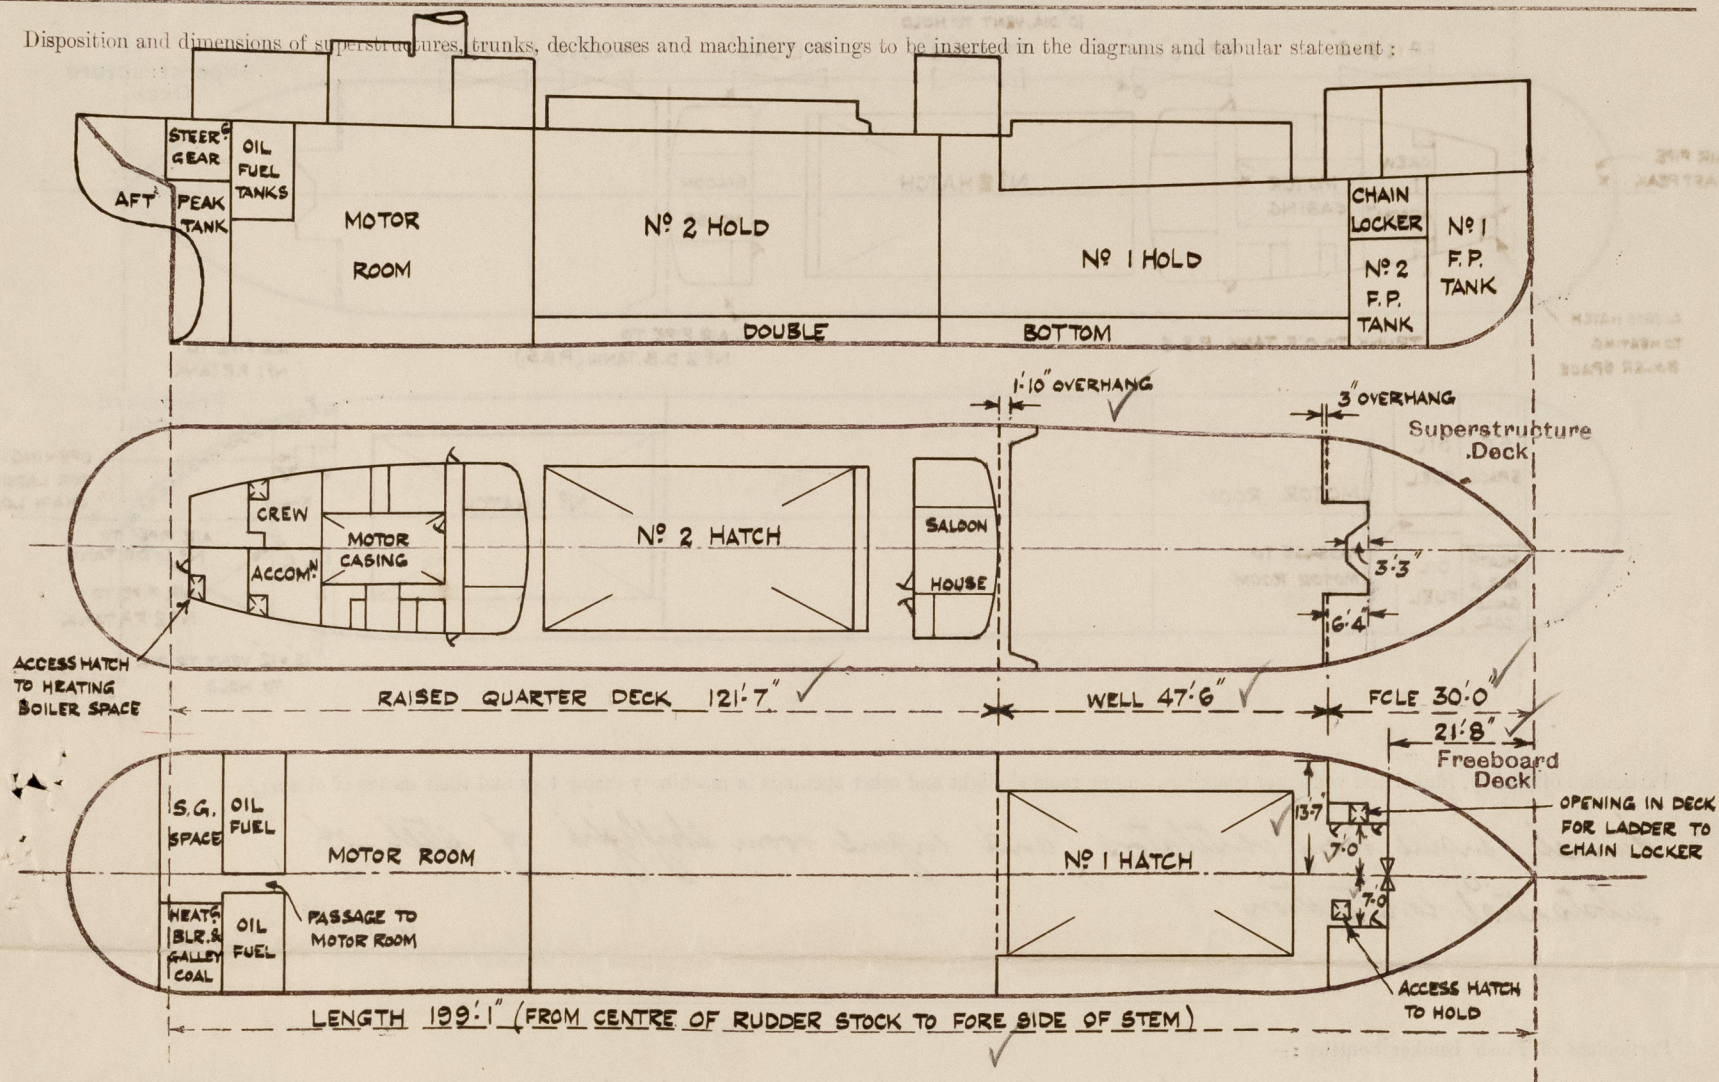 Disposition and dimensions of superstructures, trunks, deckhouses and machinery casings to be inserted in the diagrams and tabular statement :
STEERG
GEAR
OIL
FUEL
TANKS
AFT
PEAK
TANK
MOTOR
ROOM
No 2 HOLD
No 1 HOLD
CHAIN
LOCKER
No 2
F.P.
TANK
No 1
F.P.
TANK
DOUBLE BOTTOM
1'-10" OVERHANG
3" OVERHANG
Superstructure
Deck
CREW
ACCOMN
MOTOR
CASING
No 2 HATCH
SALOON
HOUSE
3'-3"
6'-4"
ACCESS HATCH
TO HEATING
BOILER SPACE
RAISED QUARTER DECK 121'-7"
WELL 47'-6"
FCLE 30'-0"
21'-8"
Freeboard
Deck
S.G.
SPACE
OIL
FUEL
MOTOR ROOM
HEATG
BLR. &
GALLEY
COAL
OIL
FUEL
PASSAGE TO
MOTOR ROOM
No 1 HATCH
13'-7"
7'-0"
7'-0"
OPENING IN DECK
FOR LADDER TO
CHAIN LOCKER
ACCESS HATCH
TO HOLD
LENGTH 199'-1" (FROM CENTRE OF RUDDER STOCK TO FORE SIDE OF STEM)